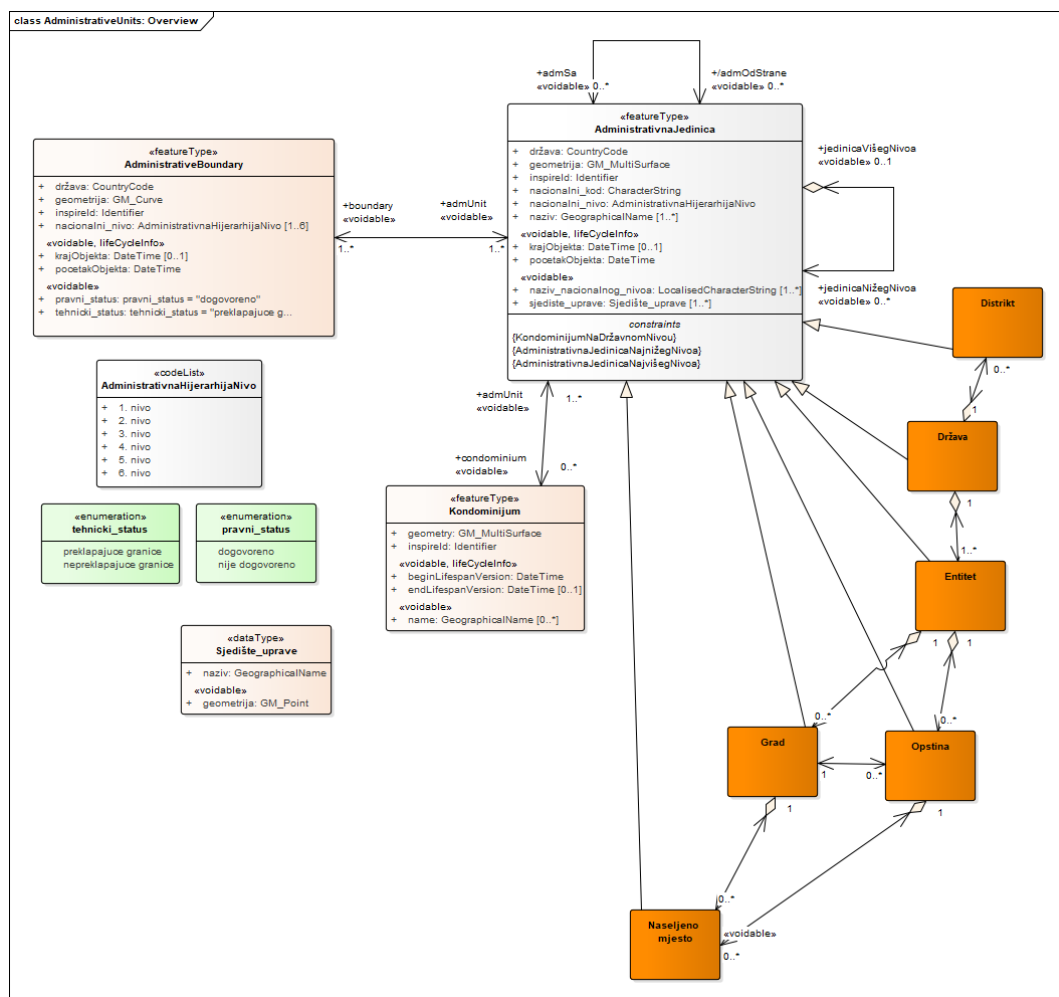 class AdministrativeUnits: Overview
+admSa
«voidable» 0..*
+/admOdStrane
«voidable» 0..*
«featureType»
AdministrativnaJedinica
+ država: CountryCode
+ geometrija: GM_MultiSurface
+ inspireId: Identifier
+ nacionalni_kod: CharacterString
+ nacionalni_nivo: AdministrativnaHijerarhijaNivo
+ naziv: GeographicalName [1..*]
«voidable, lifeCycleInfo»
+ krajObjekta: DateTime [0..1]
+ pocetakObjekta: DateTime
«voidable»
+ naziv_nacionalnog_nivoa: LocalisedCharacterString [1..*]
+ sjediste_uprave: Sjedište_uprave [1..*]
constraints
{KondominijumNaDržavnomNivou}
{AdministrativnaJedinicaNajnižegNivoa}
{AdministrativnaJedinicaNajvišegNivoa}
+jedinicaVišegNivoa
«voidable» 0..1
+jedinicaNižegNivoa
«voidable» 0..*
«featureType»
AdministrativeBoundary
+ država: CountryCode
+ geometrija: GM_Curve
+ inspireId: Identifier
+ nacionalni_nivo: AdministrativnaHijerarhijaNivo [1..6]
«voidable, lifeCycleInfo»
+ krajObjekta: DateTime [0..1]
+ pocetakObjekta: DateTime
«voidable»
+ pravni_status: pravni_status = "dogovoreno"
+ tehnicki_status: tehnicki_status = "preklapajuce g...
+boundary
«voidable»
1..*
+admUnit
«voidable»
1..*
«codeList»
AdministrativnaHijerarhijaNivo
+ 1. nivo
+ 2. nivo
+ 3. nivo
+ 4. nivo
+ 5. nivo
+ 6. nivo
+admUnit
«voidable»
1..*
+condominium
«voidable»
0..*
«featureType»
Kondominijum
+ geometry: GM_MultiSurface
+ inspireId: Identifier
«voidable, lifeCycleInfo»
+ beginLifespanVersion: DateTime
+ endLifespanVersion: DateTime [0..1]
«voidable»
+ name: GeographicalName [0..*]
«enumeration»
tehnicki_status
preklapajuce granice
nepreklapajuce granice
«enumeration»
pravni_status
dogovoreno
nije dogovoreno
«dataType»
Sjedište_uprave
+ naziv: GeographicalName
«voidable»
+ geometrija: GM_Point
Distrikt
0..*
1
Država
1
1..*
Entitet
1
1
0..*
0..*
Grad
1
0..*
Opstina
1
1
0..*
«voidable»
0..*
Naseljeno
mjesto